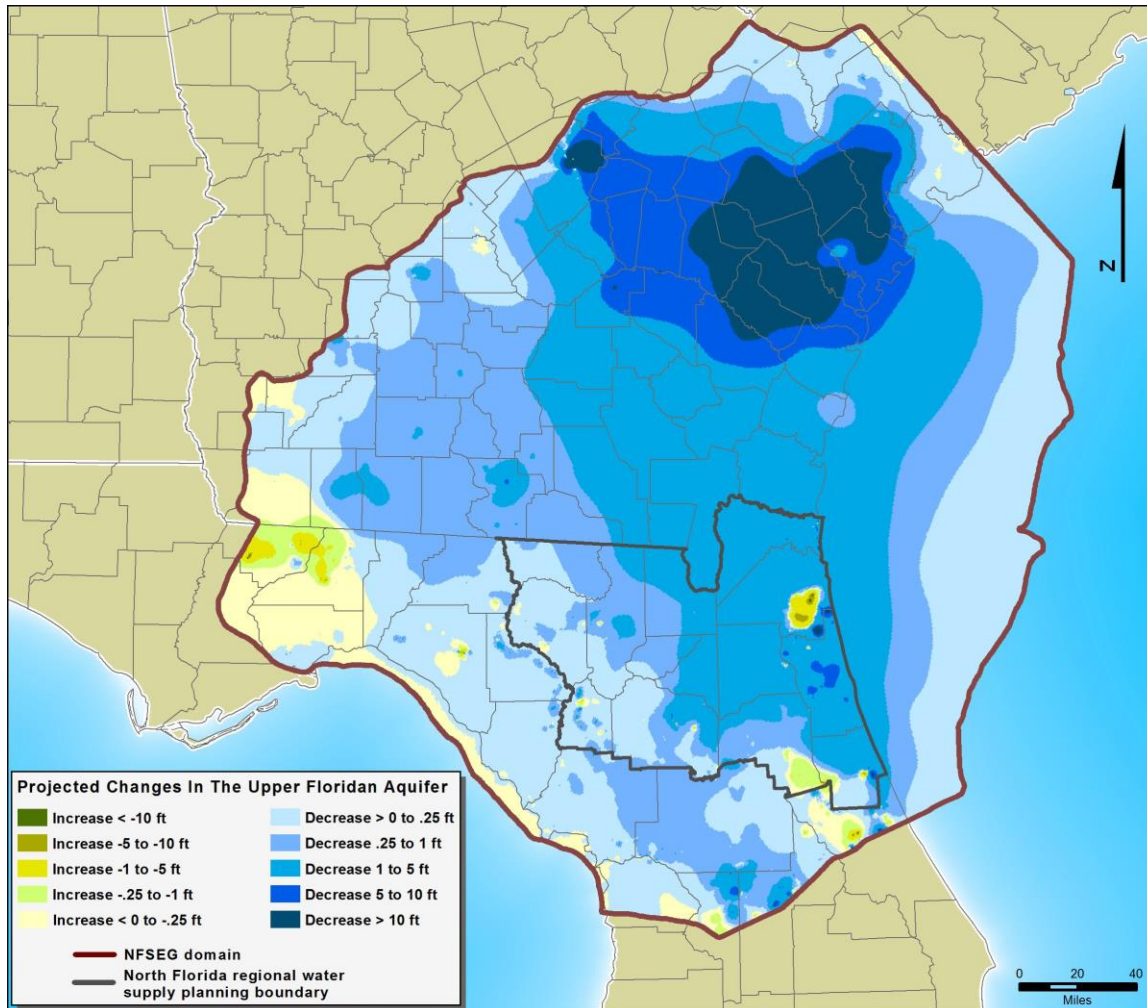 N
Projected Changes In The Upper Floridan Aquifer
Increase < -10 ft
Increase -5 to -10 ft
Increase -1 to -5 ft
Increase -.25 to -1 ft
Increase < 0 to -.25 ft
Decrease > 0 to .25 ft
Decrease .25 to 1 ft
Decrease 1 to 5 ft
Decrease 5 to 10 ft
Decrease > 10 ft
NFSEG domain
North Florida regional water
supply planning boundary
0 20 40
Miles